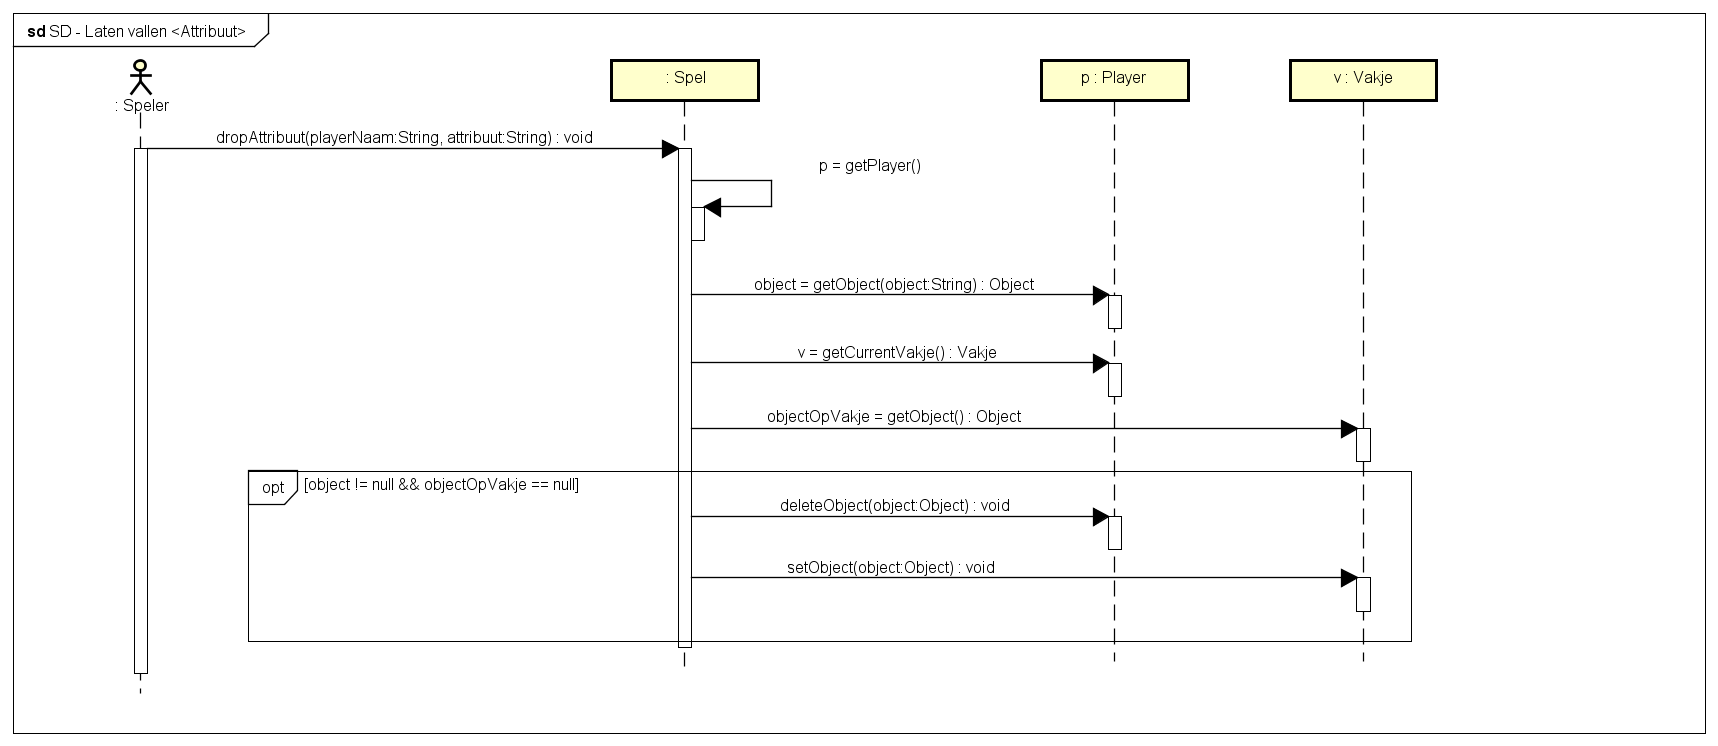 sd SD - Laten vallen <Attribuut>
: Speler
: Spel
p : Player
v : Vakje
dropAttribuut(playerNaam:String, attribuut:String) : void
p = getPlayer()
object = getObject(object:String) : Object
v = getCurrentVakje() : Vakje
objectOpVakje = getObject() : Object
opt [object != null && objectOpVakje == null]
deleteObject(object:Object) : void
setObject(object:Object) : void